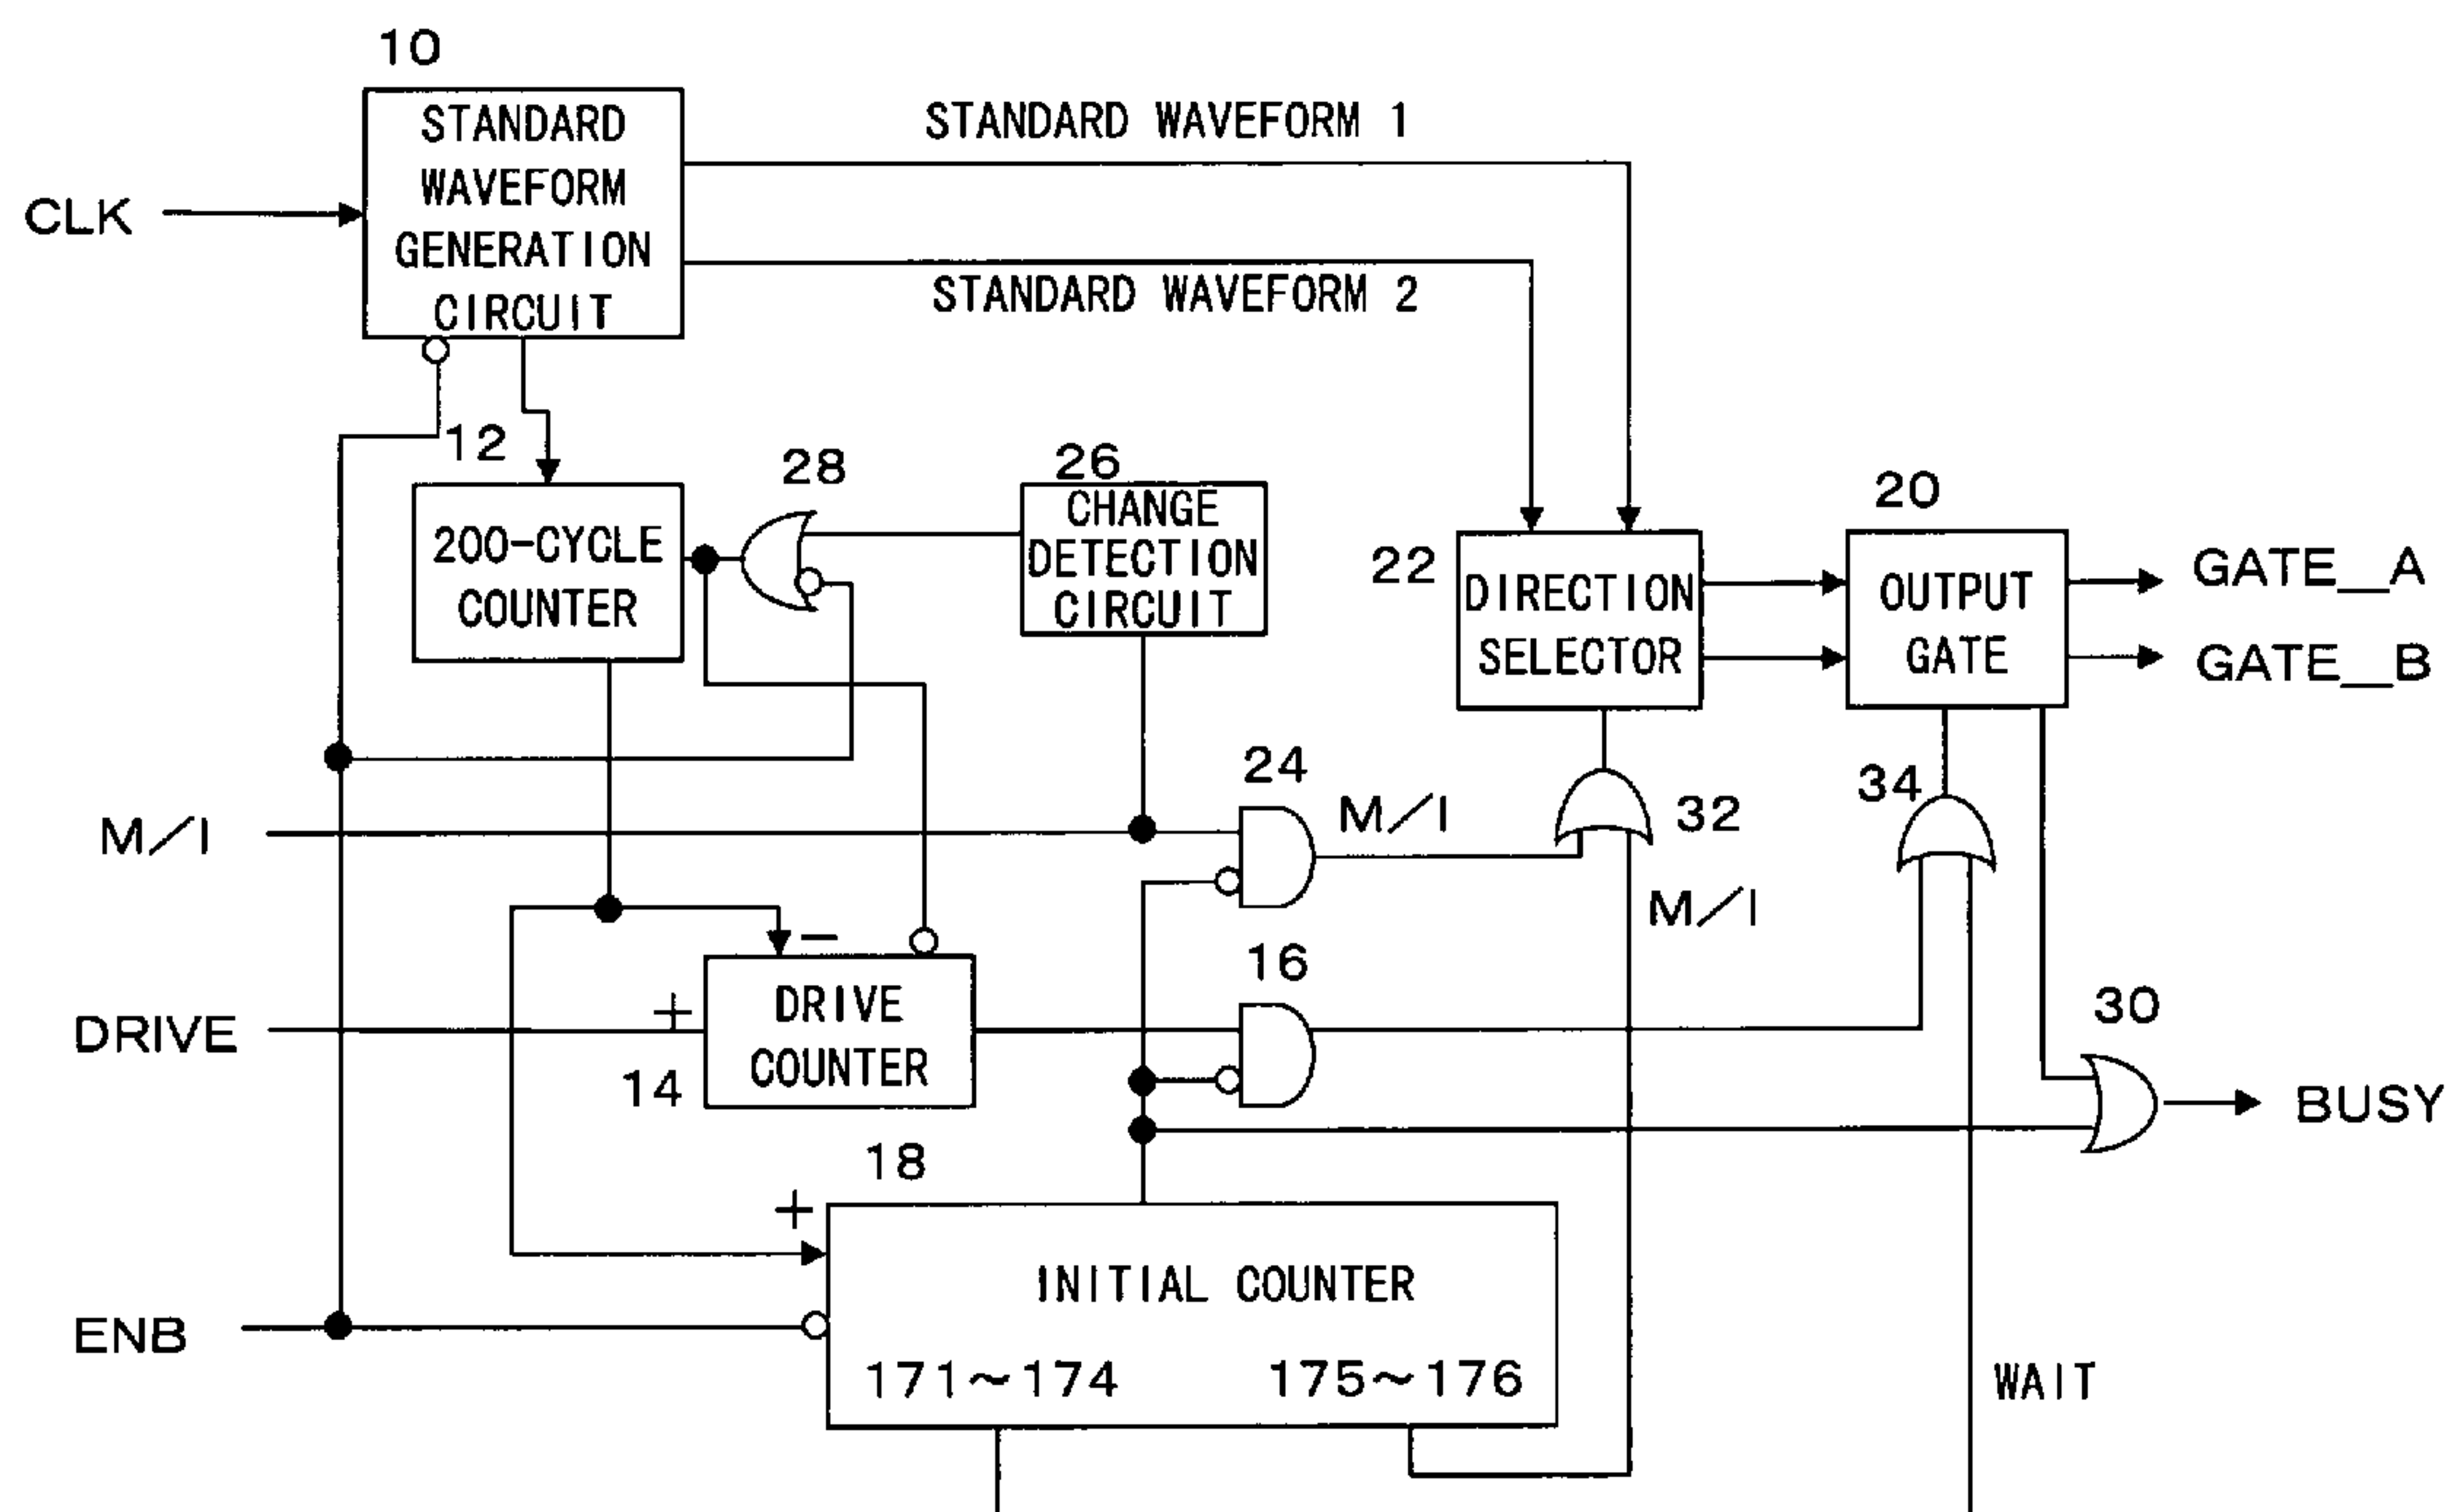 10
STANDARD
WAVEFORM
GENERATION
CIRCUIT
CLK
STANDARD WAVEFORM 1
STANDARD WAVEFORM 2
12
200-CYCLE
COUNTER
28
26
CHANGE
DETECTION
CIRCUIT
22
DIRECTION
SELECTOR
20
OUTPUT
GATE
GATE__A
GATE__B
M/I
24
M/I
32
M/I
34
DRIVE
+
−
DRIVE
COUNTER
14
16
30
BUSY
18
+
INITIAL COUNTER
171~174
175~176
ENB
WAIT